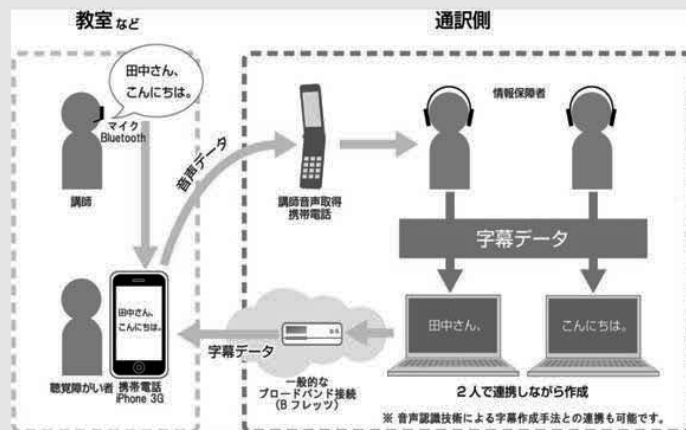 教室など
通訳側
田中さん、
こんにちは。
マイク
Bluetooth
講師
音声データ
講師音声取得
携帯電話
情報保障者
字幕データ
田中さん、
こんにちは。
2人で連携しながら作成
一般的な
ブロードバンド接続
(Bフレッツ)
字幕データ
田中さん、
こんにちは。
聴覚障がい者
携帯電話
iPhone 3G
※ 音声認識技術による字幕作成手法との連携も可能です。